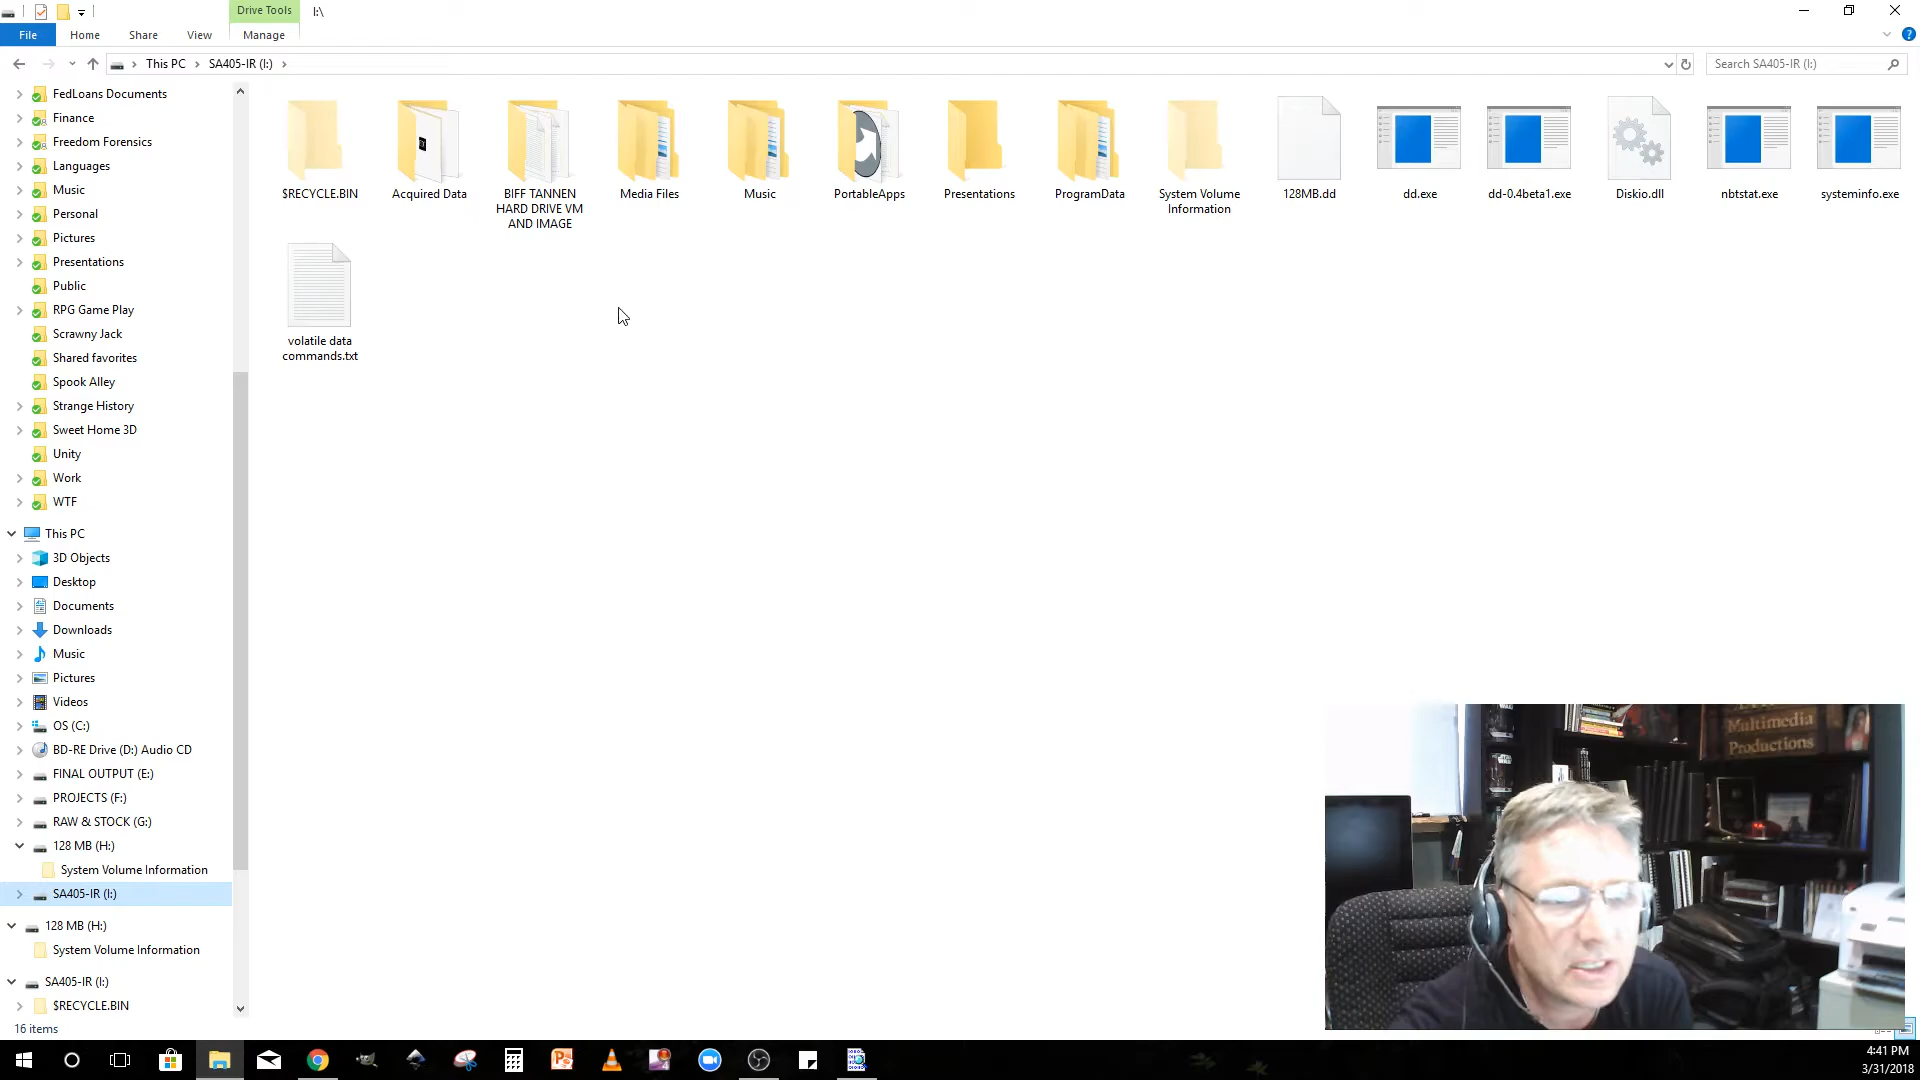 Drive Tools
I:\
File
Home
Share
View
Manage
This PC
SA405-IR (I:)
Search SA405-IR (I:)
FedLoans Documents
Finance
Freedom Forensics
Languages
Music
Personal
Pictures
Presentations
Public
RPG Game Play
Scrawny Jack
Shared favorites
Spook Alley
Strange History
Sweet Home 3D
Unity
Work
WTF
This PC
3D Objects
Desktop
Documents
Downloads
Music
Pictures
Videos
OS (C:)
BD-RE Drive (D:) Audio CD
FINAL OUTPUT (E:)
PROJECTS (F:)
RAW & STOCK (G:)
128 MB (H:)
System Volume Information
SA405-IR (I:)
128 MB (H:)
System Volume Information
SA405-IR (I:)
$RECYCLE.BIN
16 items
$RECYCLE.BIN
Acquired Data
BIFF TANNEN
HARD DRIVE VM
AND IMAGE
Media Files
Music
PortableApps
Presentations
ProgramData
System Volume
Information
128MB.dd
dd.exe
dd-0.4beta1.exe
Diskio.dll
nbtstat.exe
systeminfo.exe
volatile data
commands.txt
Multimedia
Productions
4:41 PM
3/31/2018